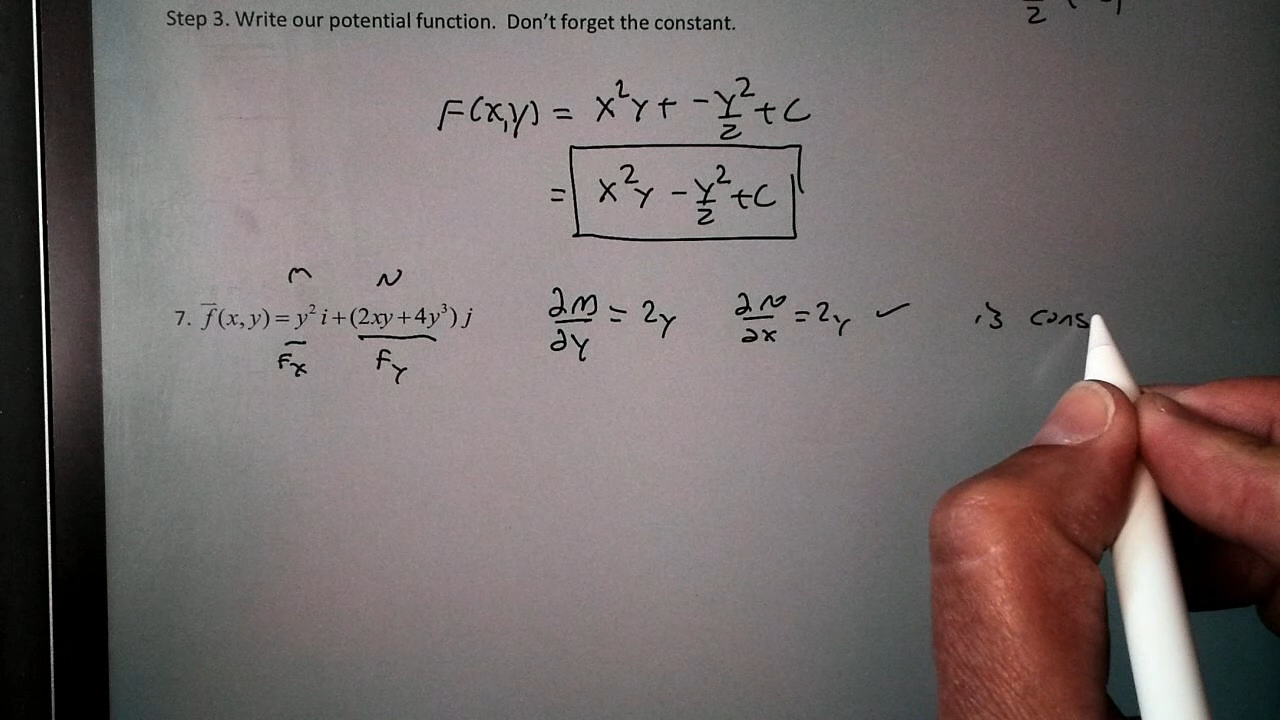 Step 3. Write our potential function. Don't forget the constant.
2
F(x,y) = x²y + -y²/2 + C
= x²y - y²/2 + C
M N
7. f̅(x, y) = y² i + (2xy + 4y³) j ∂M/∂y = 2y ∂N/∂x = 2y ✓ is cons
Fx fy